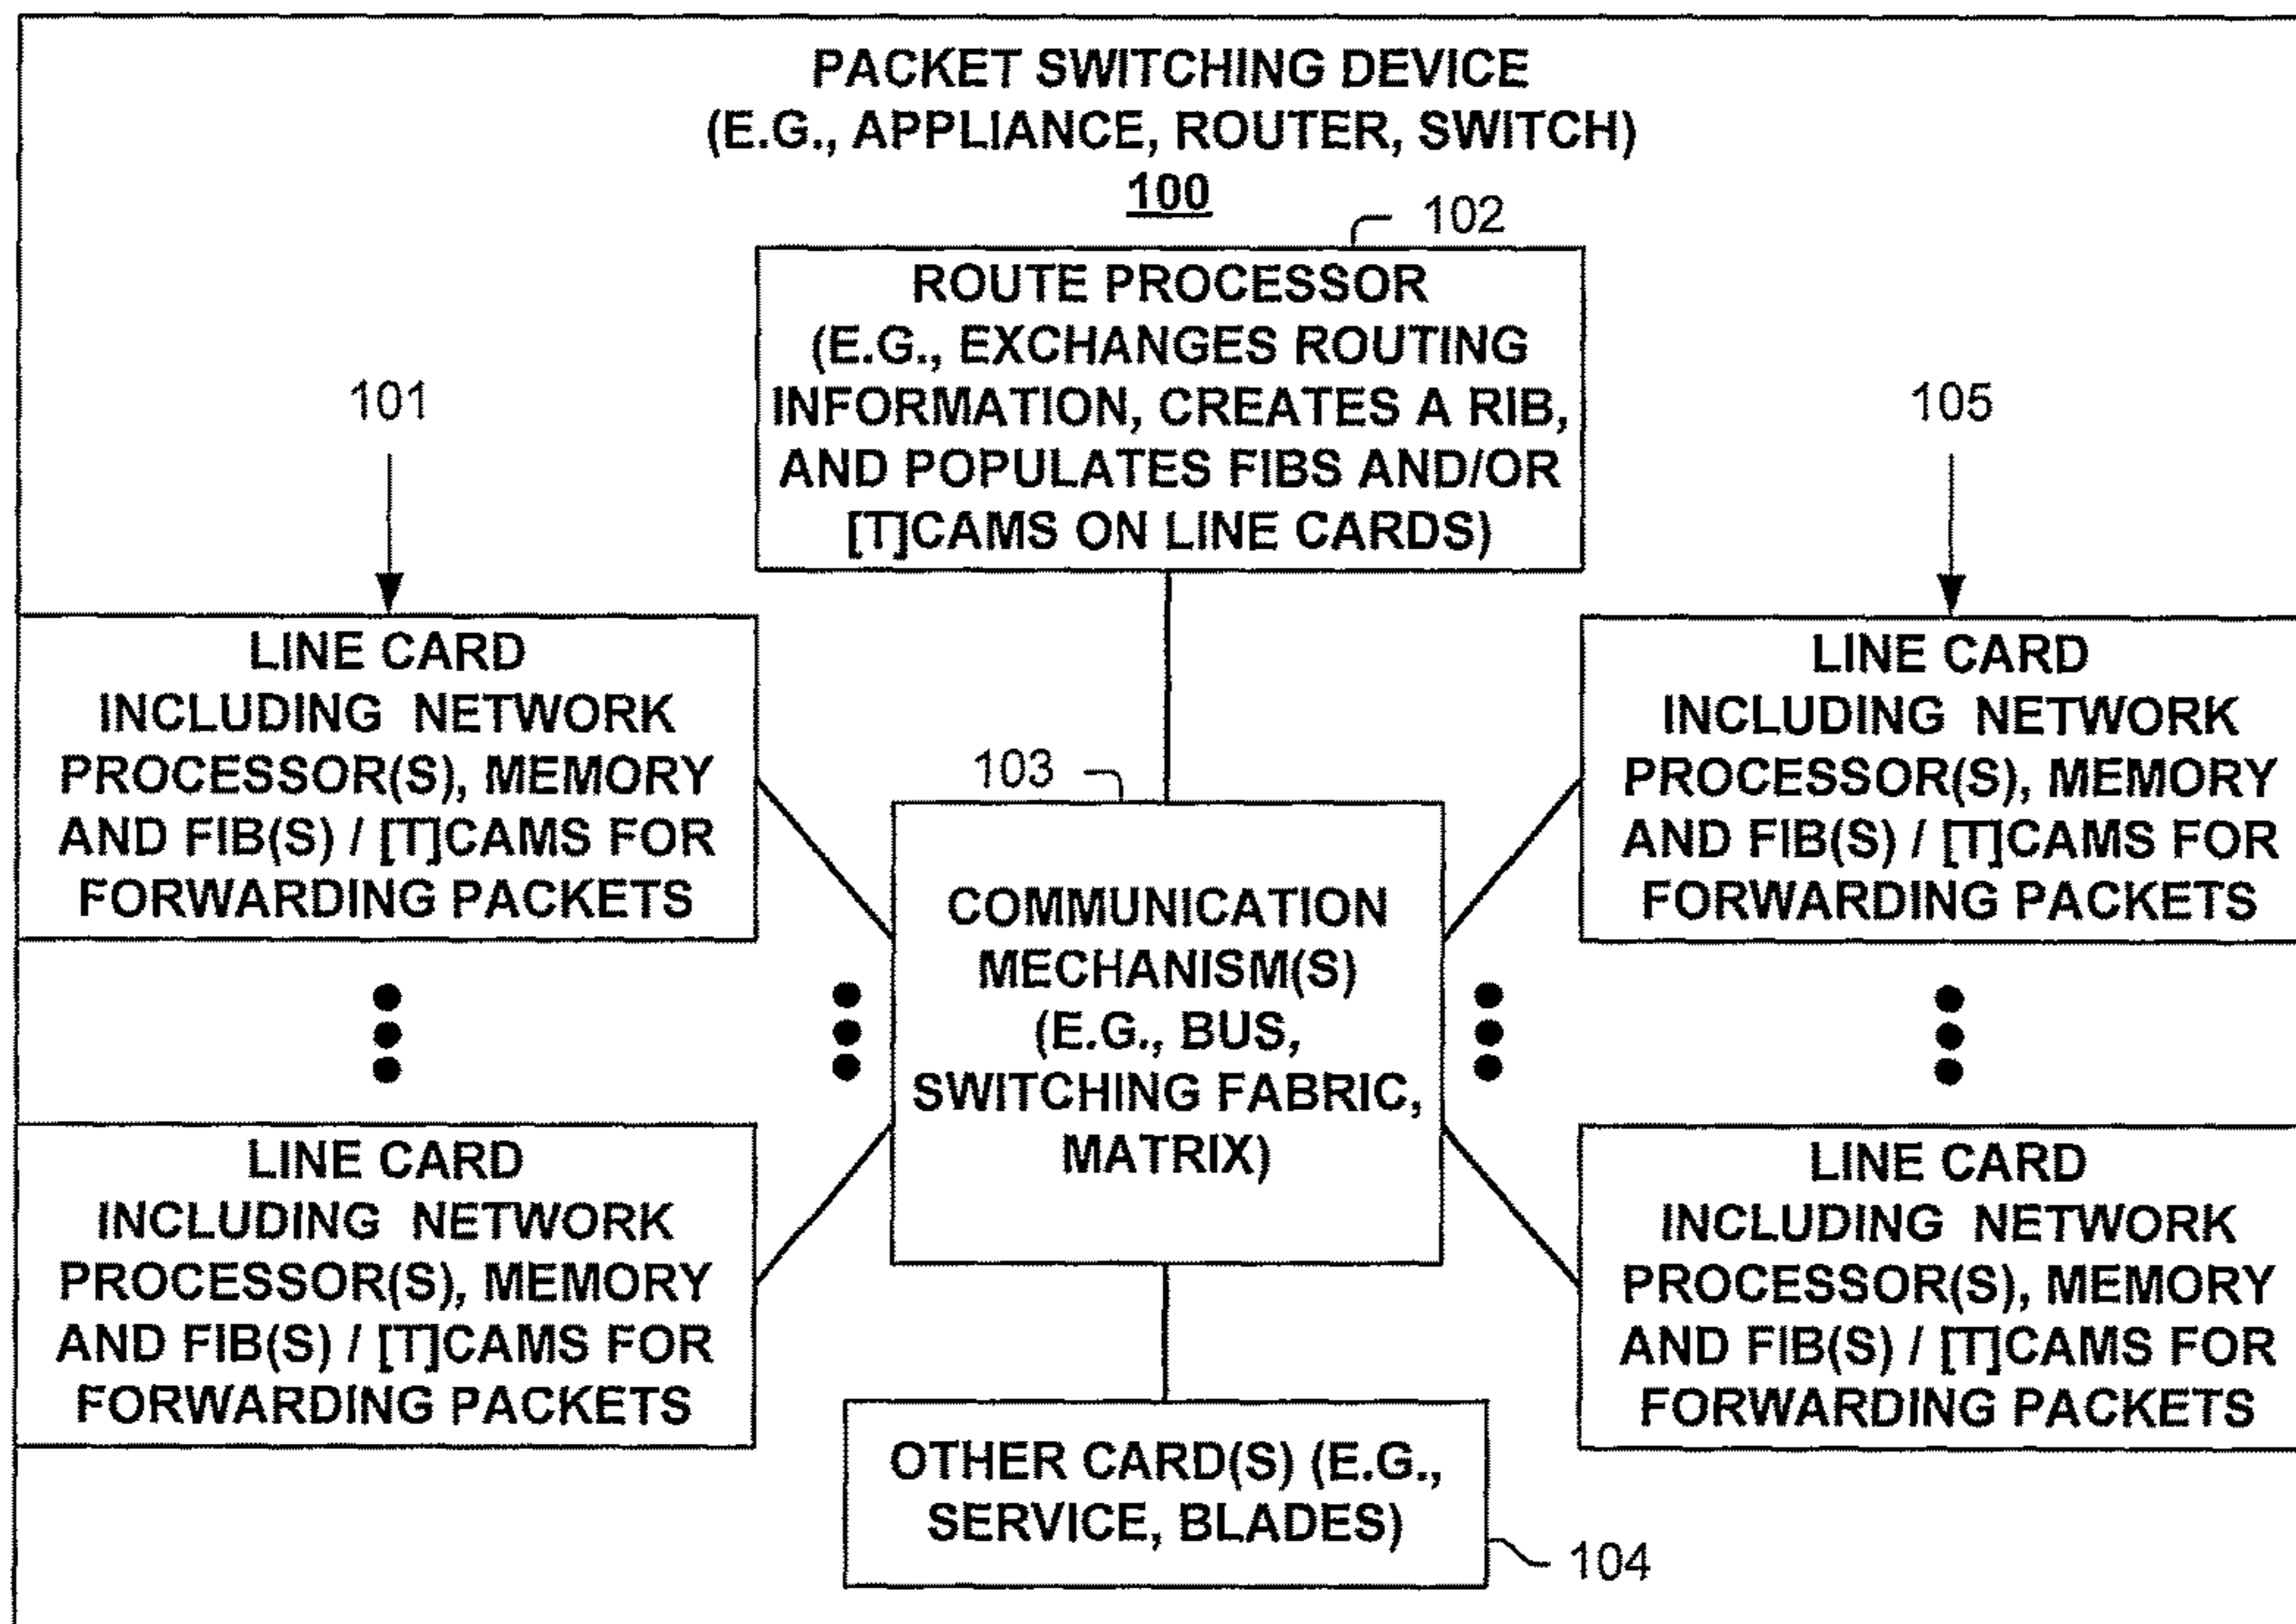 PACKET SWITCHING DEVICE
(E.G., APPLIANCE, ROUTER, SWITCH)
100
102
ROUTE PROCESSOR
(E.G., EXCHANGES ROUTING
INFORMATION, CREATES A RIB,
AND POPULATES FIBS AND/OR
[T]CAMS ON LINE CARDS)
101
LINE CARD
INCLUDING NETWORK
PROCESSOR(S), MEMORY
AND FIB(S) / [T]CAMS FOR
FORWARDING PACKETS
105
LINE CARD
INCLUDING NETWORK
PROCESSOR(S), MEMORY
AND FIB(S) / [T]CAMS FOR
FORWARDING PACKETS
103
COMMUNICATION
MECHANISM(S)
(E.G., BUS,
SWITCHING FABRIC,
MATRIX)
LINE CARD
INCLUDING NETWORK
PROCESSOR(S), MEMORY
AND FIB(S) / [T]CAMS FOR
FORWARDING PACKETS
LINE CARD
INCLUDING NETWORK
PROCESSOR(S), MEMORY
AND FIB(S) / [T]CAMS FOR
FORWARDING PACKETS
OTHER CARD(S) (E.G.,
SERVICE, BLADES)
104